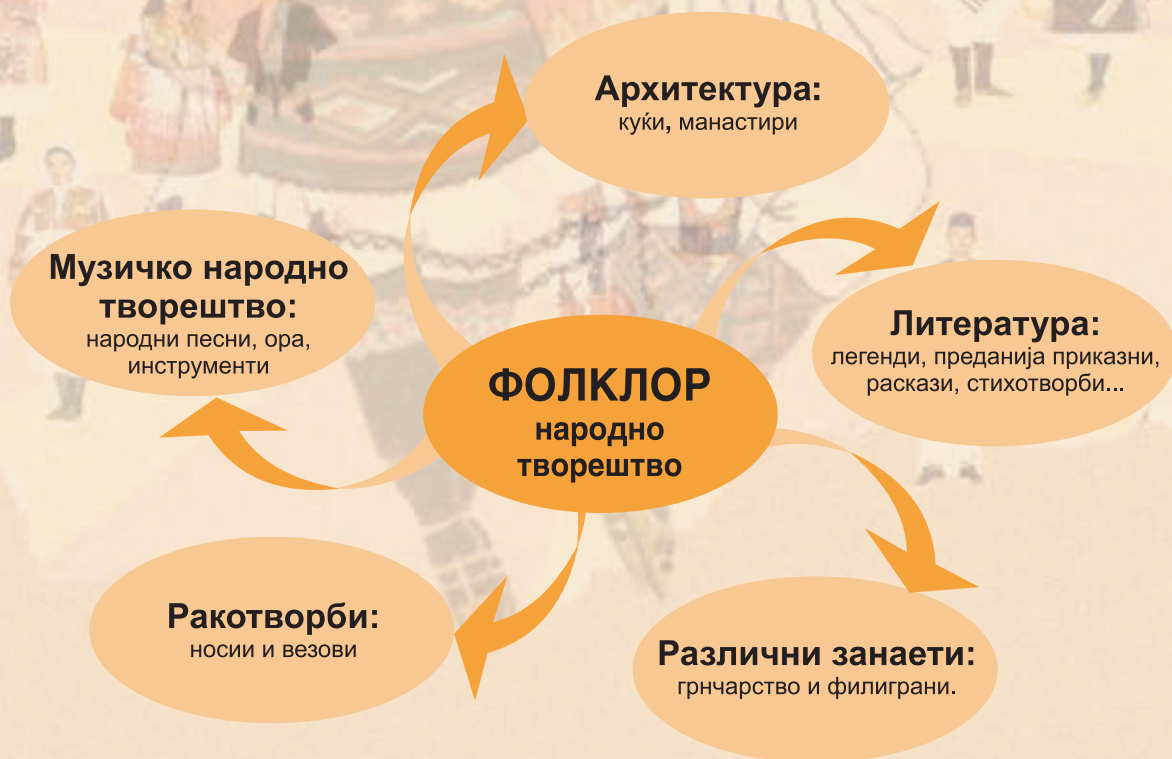 Архитектура:
куќи, манастири
Музичко народно
творештво:
народни песни, ора,
инструменти
Литература:
легенди, преданија приказни,
раскази, стихотворби...
ФОЛКЛОР
народно
творештво
Ракотворби:
носии и везови
Различни занаети:
грнчарство и филиграни.